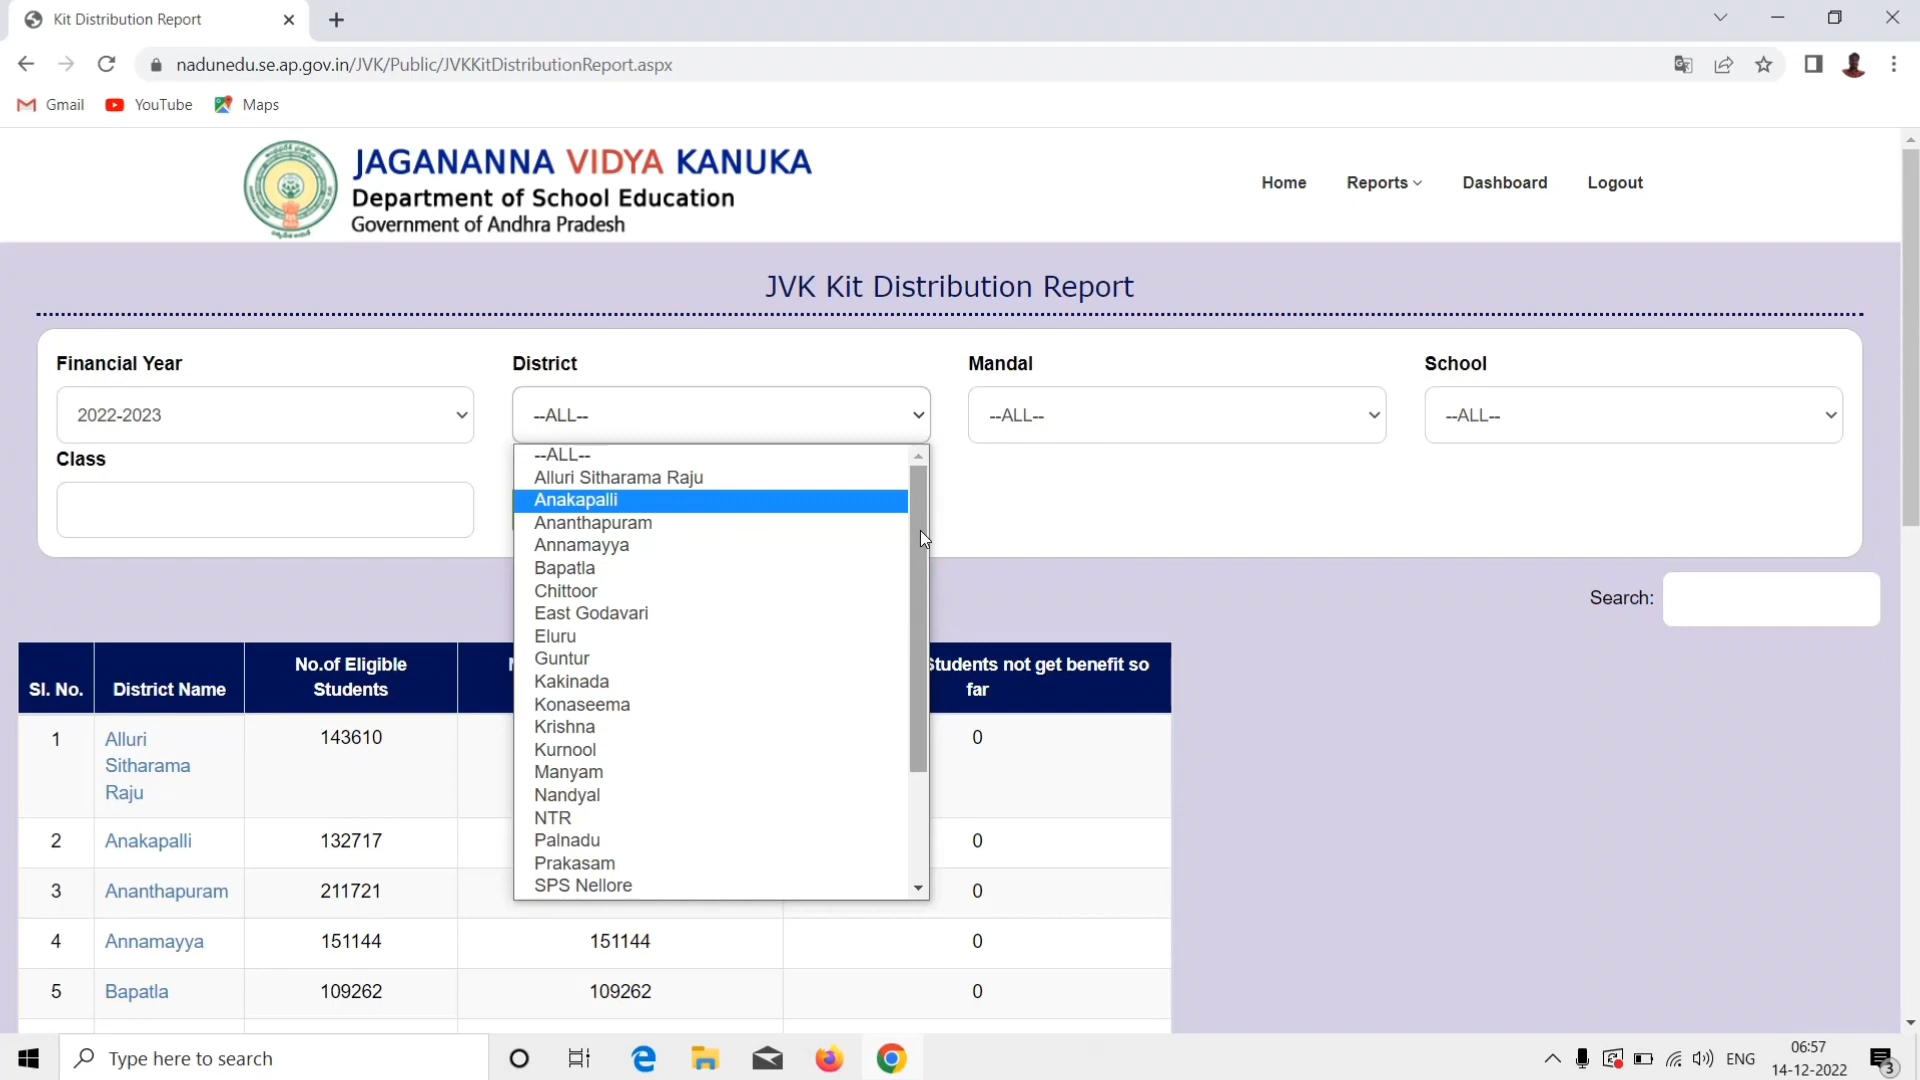 Kit Distribution Report
nadunedu.se.ap.gov.in/JVK/Public/JVKKitDistributionReport.aspx
Gmail YouTube Maps
JAGANANNA VIDYA KANUKA
Department of School Education
Government of Andhra Pradesh
Home Reports Dashboard Logout
JVK Kit Distribution Report
Financial Year District Mandal School
2022-2023 --ALL-- --ALL-- --ALL--
Class
--ALL--
Alluri Sitharama Raju
Anakapalli
Ananthapuram
Annamayya
Bapatla
Chittoor
East Godavari
Eluru
Guntur
Kakinada
Konaseema
Krishna
Kurnool
Manyam
Nandyal
NTR
Palnadu
Prakasam
SPS Nellore
Search:
Sl. No. District Name No.of Eligible Students Students not get benefit so far
1 Alluri Sitharama Raju 143610 0
2 Anakapalli 132717 0
3 Ananthapuram 211721 0
4 Annamayya 151144 151144 0
5 Bapatla 109262 109262 0
Type here to search
ENG
06:57
14-12-2022
3